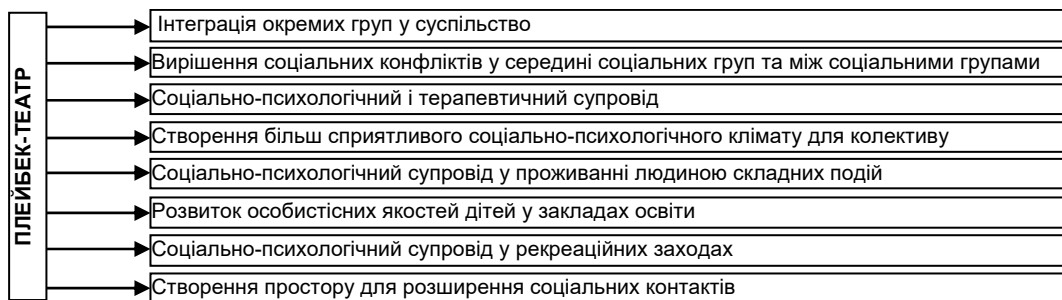 ПЛЕЙБЕК-ТЕАТР
Інтеграція окремих груп у суспільство
Вирішення соціальних конфліктів у середині соціальних груп та між соціальними групами
Соціально-психологічний і терапевтичний супровід
Створення більш сприятливого соціально-психологічного клімату для колективу
Соціально-психологічний супровід у проживанні людиною складних подій
Розвиток особистісних якостей дітей у закладах освіти
Соціально-психологічний супровід у рекреаційних заходах
Створення простору для розширення соціальних контактів